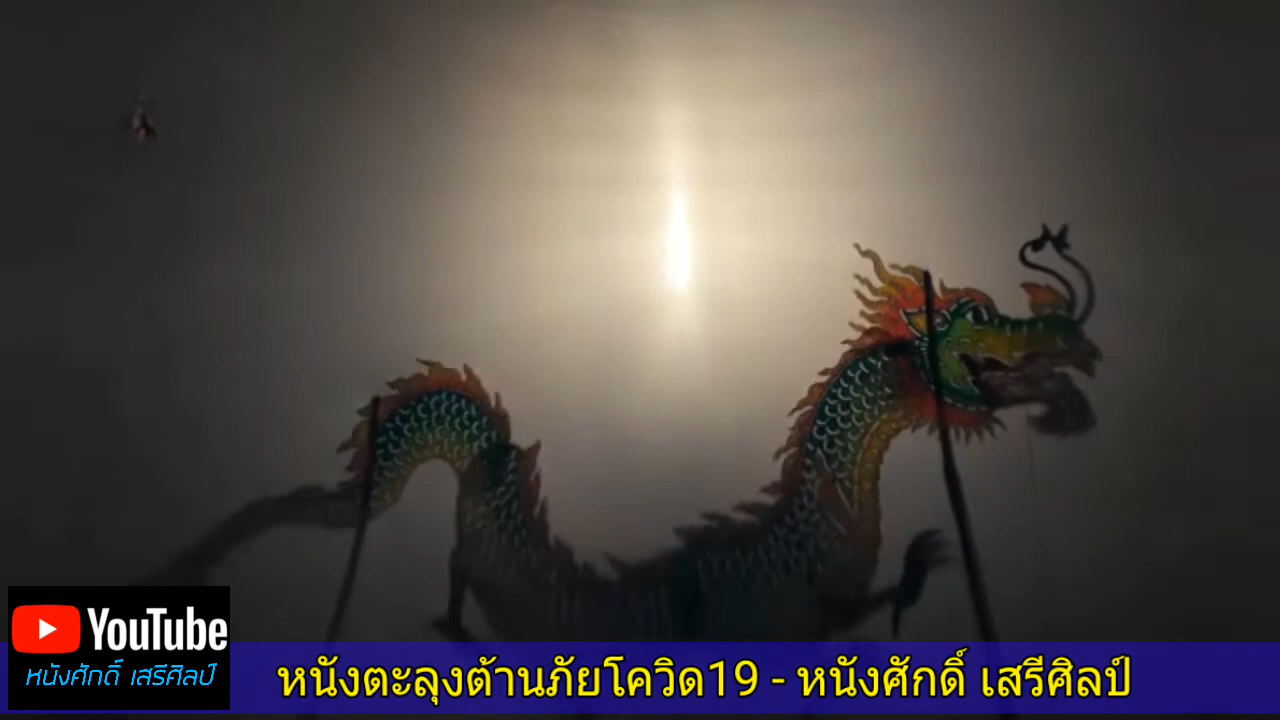 YouTube
หนังศักดิ์ เสรีศิลป์
หนังตะลุงต้านภัยโควิด19 - หนังศักดิ์ เสรีศิลป์